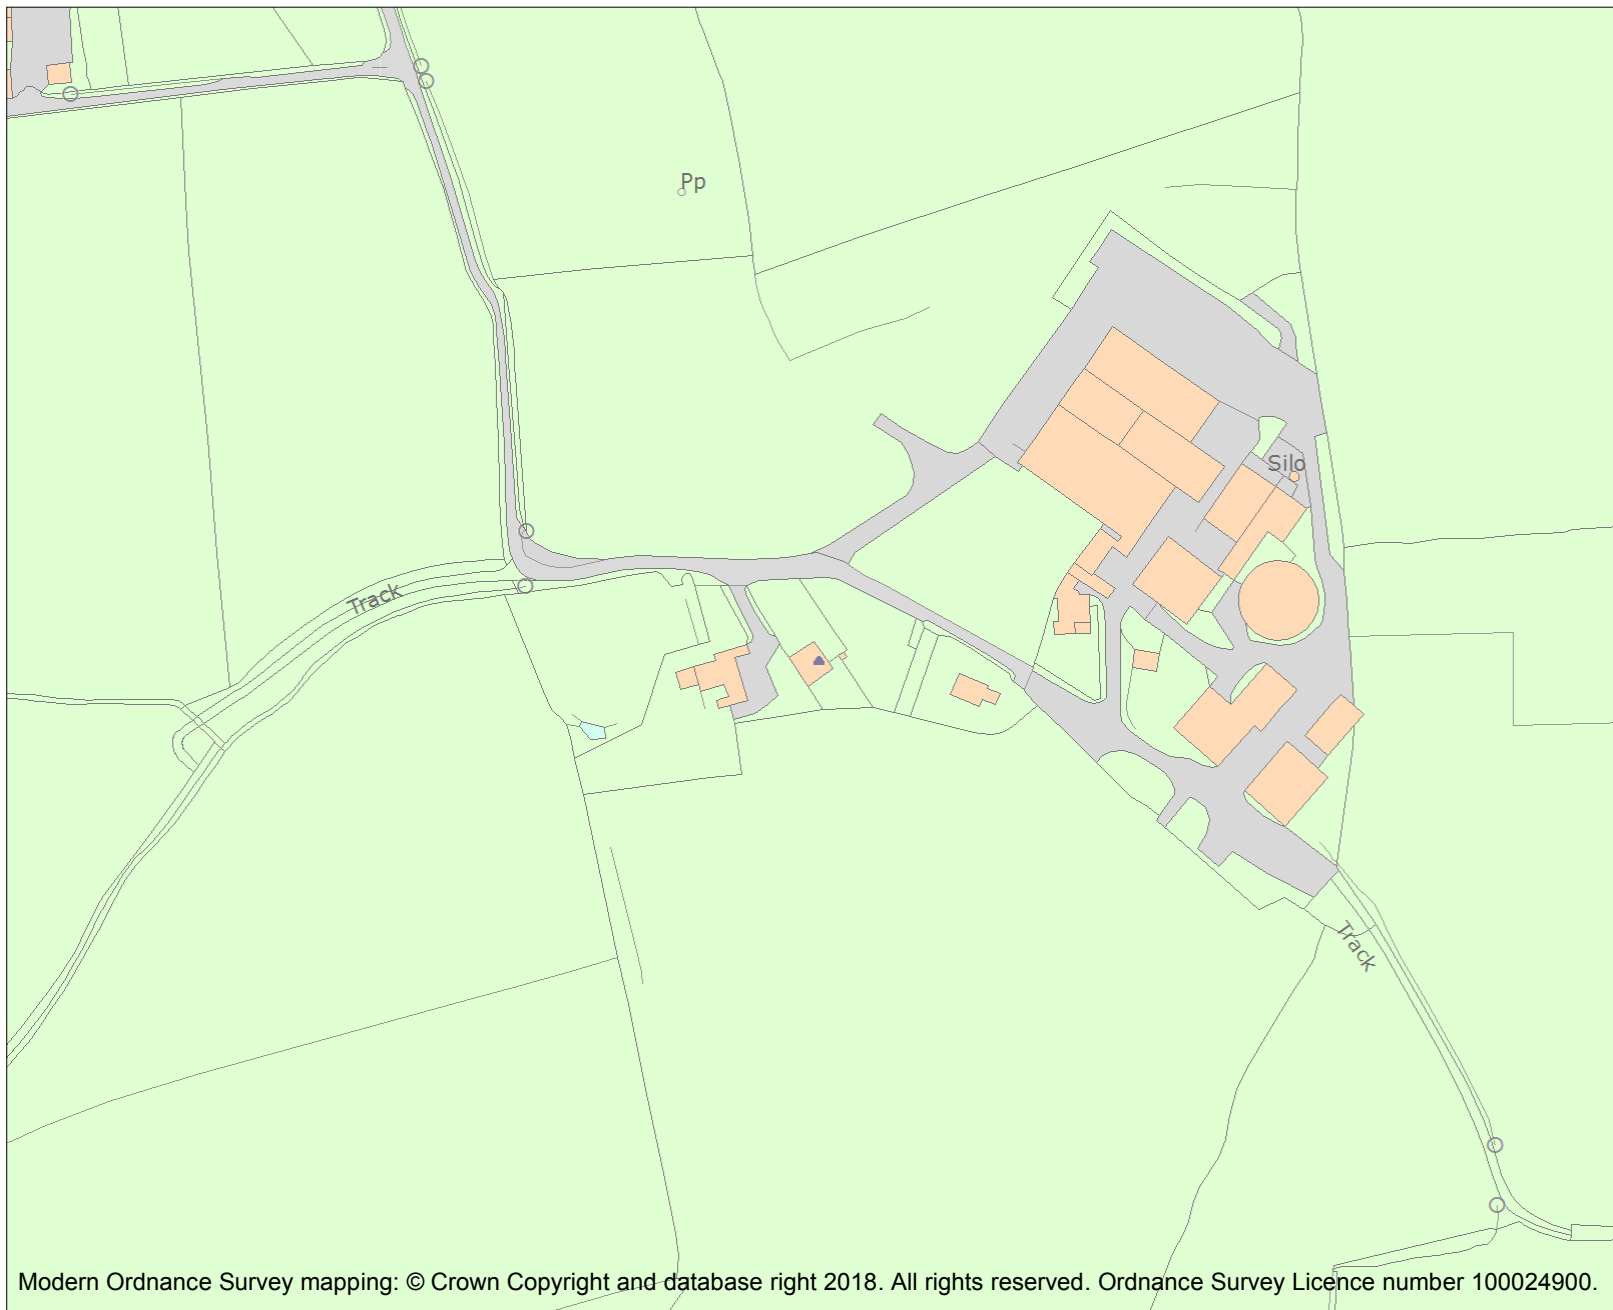 Pp
Silo
Track
Track
Modern Ordnance Survey mapping: © Crown Copyright and database right 2018. All rights reserved. Ordnance Survey Licence number 100024900.